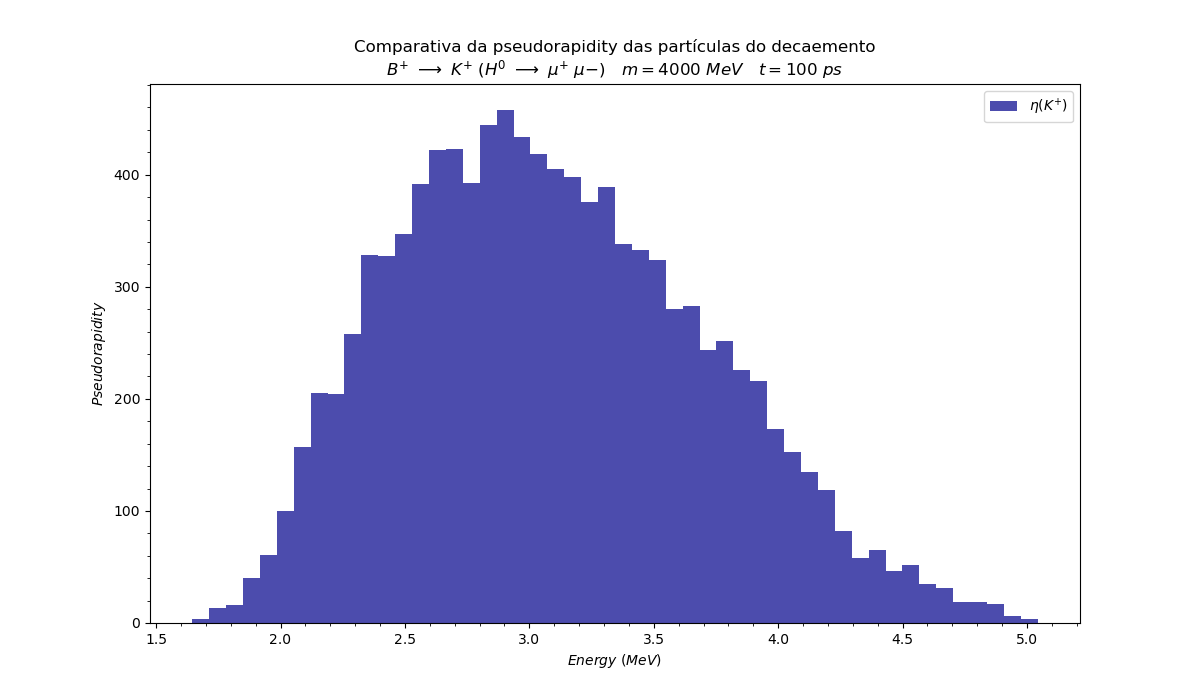 Comparativa da pseudorapidity das partículas do decaemento
B⁺ ⟶ K⁺ (H⁰ ⟶ μ⁺ μ−) m = 4000 MeV t = 100 ps
η(K⁺)
400
300
200
100
0
Pseudorapidity
1.5 2.0 2.5 3.0 3.5 4.0 4.5 5.0
Energy (MeV)